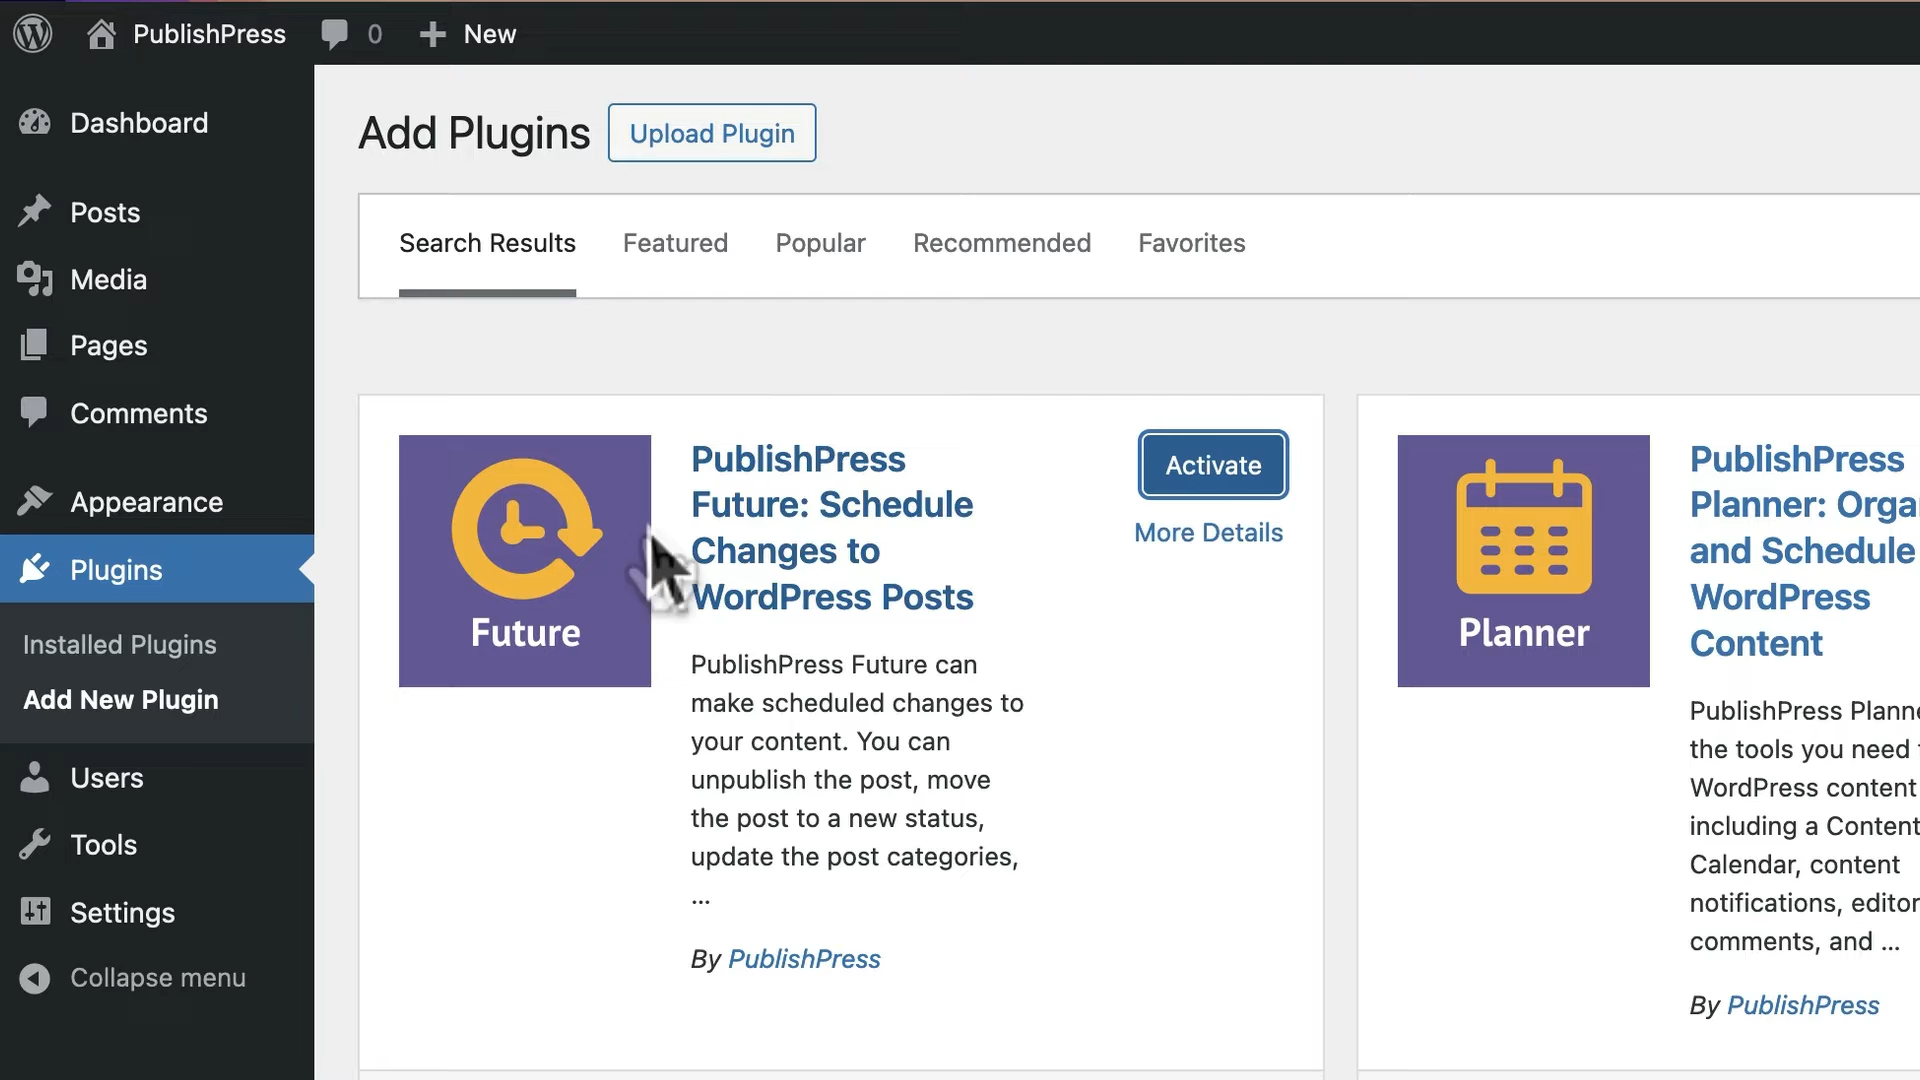 PublishPress
0
New
Dashboard
Posts
Media
Pages
Comments
Appearance
Plugins
Installed Plugins
Add New Plugin
Users
Tools
Settings
Collapse menu
Add Plugins
Upload Plugin
Search Results
Featured
Popular
Recommended
Favorites
Future
PublishPress
Future: Schedule
Changes to
WordPress Posts
Activate
More Details
PublishPress Future can
make scheduled changes to
your content. You can
unpublish the post, move
the post to a new status,
update the post categories,
...
By PublishPress
Planner
PublishPress
Planner: Orga
and Schedule
WordPress
Content
PublishPress Planne
the tools you need
WordPress content
including a Content
Calendar, content
notifications, editor
comments, and ...
By PublishPress